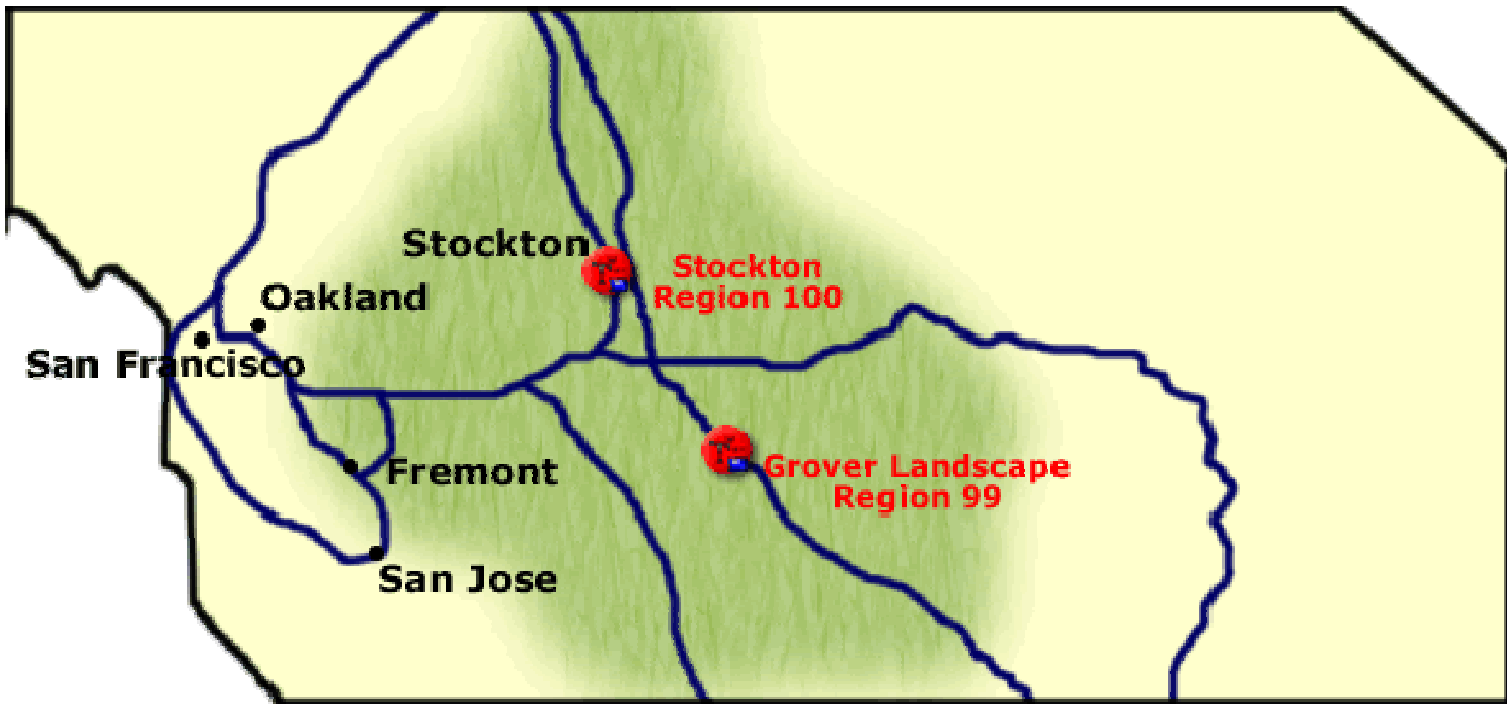 Stockton
Stockton
Region 100
Oakland
San Francisco
Grover Landscape
Region 99
Fremont
San Jose